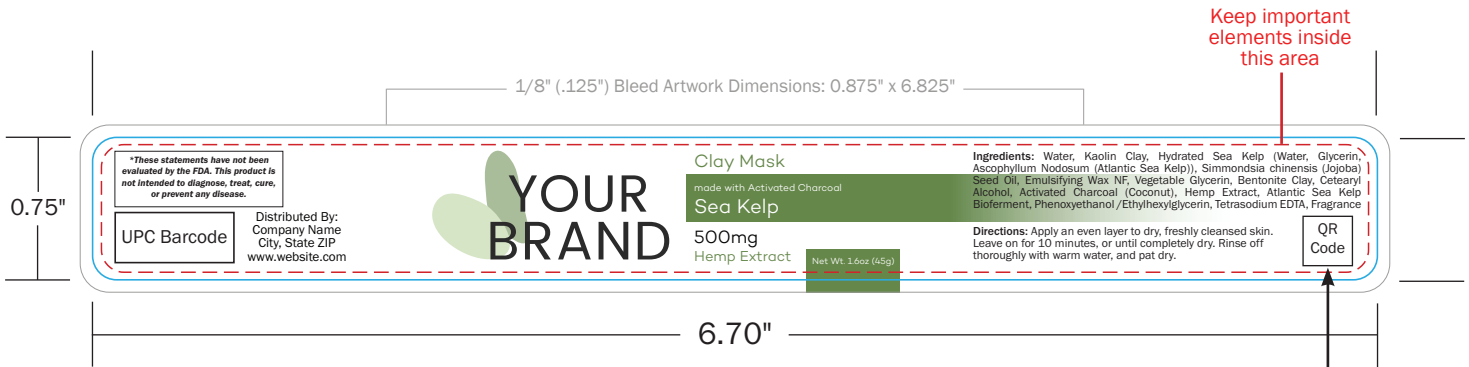 Keep important
elements inside
this area
1/8" (.125") Bleed Artwork Dimensions: 0.875" x 6.825"
0.75"
*These statements have not been
evaluated by the FDA. This product is
not intended to diagnose, treat, cure,
or prevent any disease.
UPC Barcode
Distributed By:
Company Name
City, State ZIP
www.website.com
YOUR
BRAND
Clay Mask
made with Activated Charcoal
Sea Kelp
500mg
Hemp Extract
Net Wt. 1.6oz (45g)
Ingredients: Water, Kaolin Clay, Hydrated Sea Kelp (Water, Glycerin,
Ascophyllum Nodosum (Atlantic Sea Kelp)), Simmondsia chinensis (Jojoba)
Seed Oil, Emulsifying Wax NF, Vegetable Glycerin, Bentonite Clay, Cetearyl
Alcohol, Activated Charcoal (Coconut), Hemp Extract, Atlantic Sea Kelp
Bioferment, Phenoxyethanol/Ethylhexylglycerin, Tetrasodium EDTA, Fragrance
Directions: Apply an even layer to dry, freshly cleansed skin.
Leave on for 10 minutes, or until completely dry. Rinse off
thoroughly with warm water, and pat dry.
QR
Code
6.70"